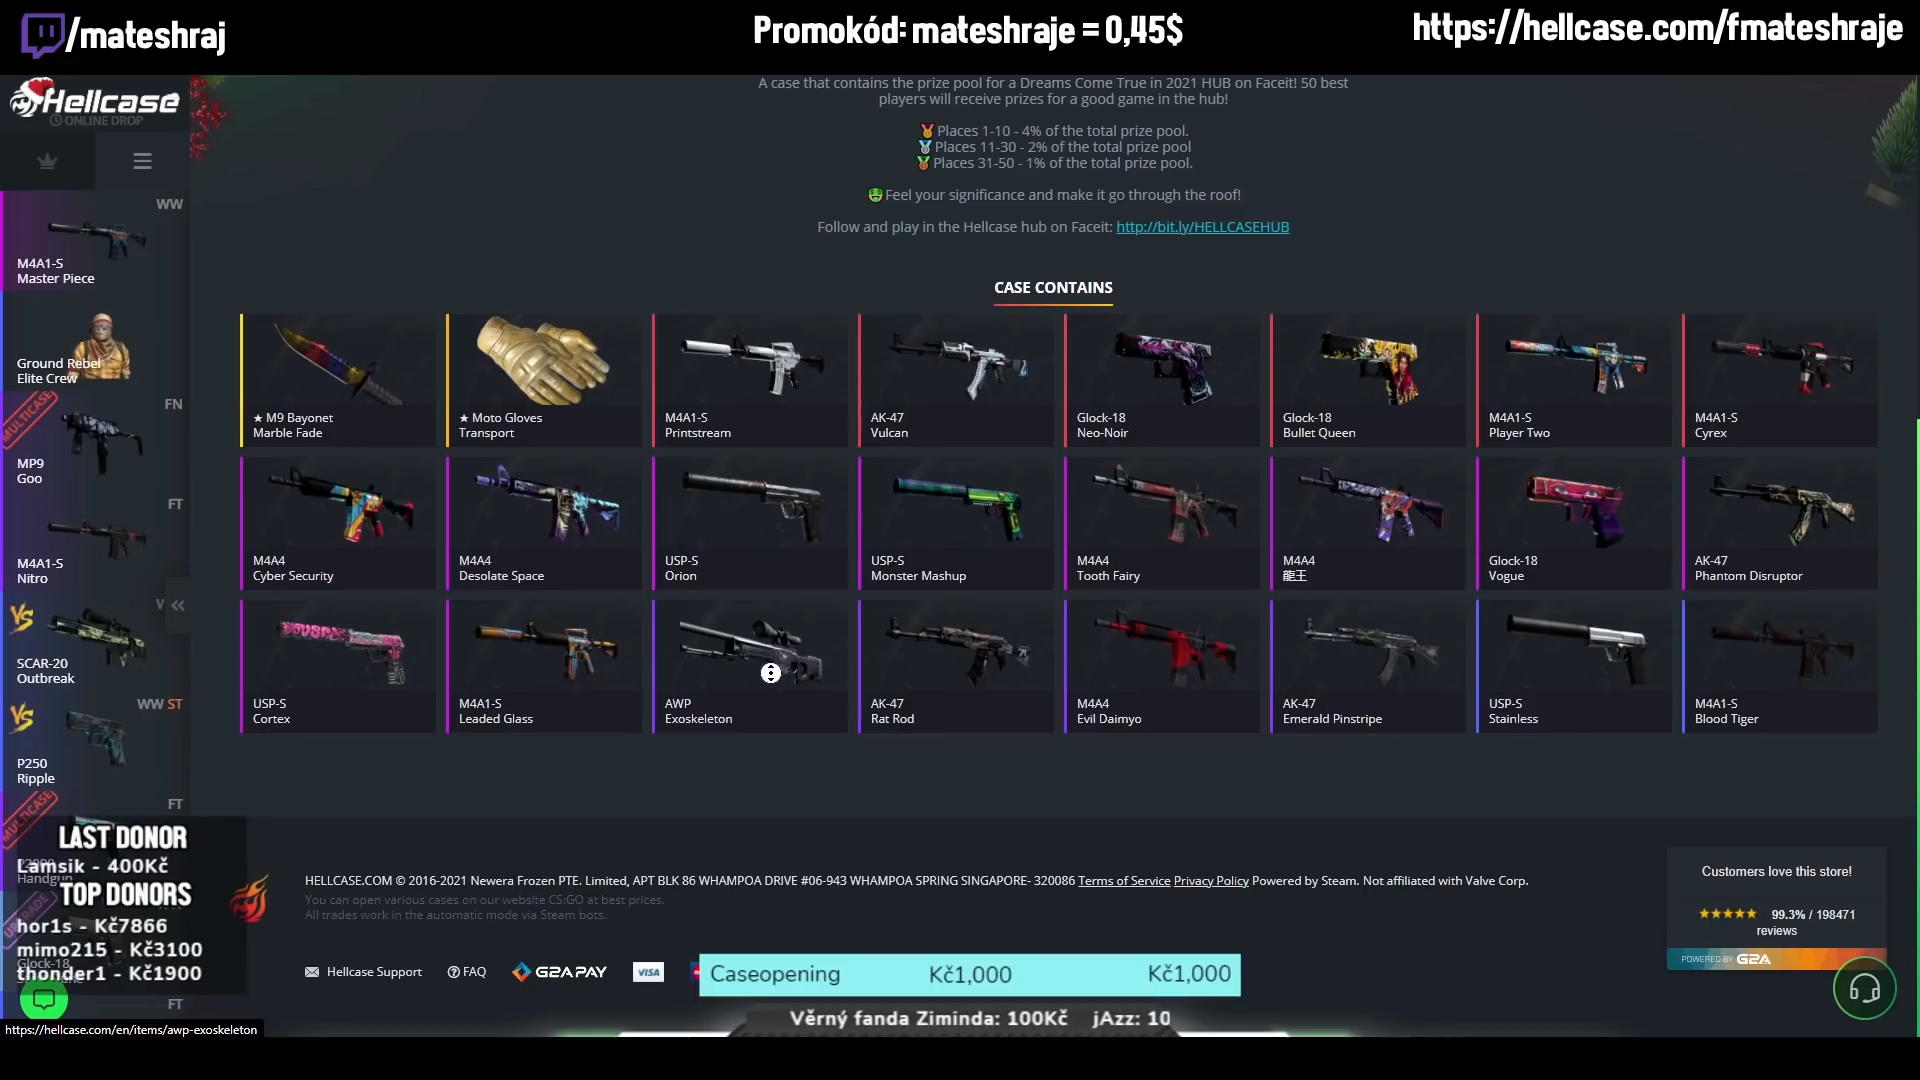 /mateshraj
Promokód: mateshraje = 0,45$
https://hellcase.com/fmateshraje
Hellcase
ONLINE DROP
A case that contains the prize pool for a Dreams Come True in 2021 HUB on Faceit! 50 best
players will receive prizes for a good game in the hub!
Places 1-10 - 4% of the total prize pool.
Places 11-30 - 2% of the total prize pool
Places 31-50 - 1% of the total prize pool.
Feel your significance and make it go through the roof!
Follow and play in the Hellcase hub on Faceit: http://bit.ly/HELLCASEHUB
CASE CONTAINS
WW
M4A1-S
Master Piece
Ground Rebel
Elite Crew
MULTICASE
FN
MP9
Goo
FT
M4A1-S
Nitro
VS
SCAR-20
Outbreak
VS
WW ST
P250
Ripple
MULTICASE
FT
Handgun
UPGRADE
Glock-18
FT
★ M9 Bayonet
Marble Fade
★ Moto Gloves
Transport
M4A1-S
Printstream
AK-47
Vulcan
Glock-18
Neo-Noir
Glock-18
Bullet Queen
M4A1-S
Player Two
M4A1-S
Cyrex
M4A4
Cyber Security
M4A4
Desolate Space
USP-S
Orion
USP-S
Monster Mashup
M4A4
Tooth Fairy
M4A4
龍王
Glock-18
Vogue
AK-47
Phantom Disruptor
USP-S
Cortex
M4A1-S
Leaded Glass
AWP
Exoskeleton
AK-47
Rat Rod
M4A4
Evil Daimyo
AK-47
Emerald Pinstripe
USP-S
Stainless
M4A1-S
Blood Tiger
LAST DONOR
Lamsik - 400Kč
TOP DONORS
hor1s - Kč7866
mimo215 - Kč3100
thonder1 - Kč1900
HELLCASE.COM © 2016-2021 Newera Frozen PTE. Limited, APT BLK 86 WHAMPOA DRIVE #06-943 WHAMPOA SPRING SINGAPORE- 320086 Terms of Service Privacy Policy Powered by Steam. Not affiliated with Valve Corp.
You can open various cases on our website CS:GO at best prices.
All trades work in the automatic mode via Steam bots.
Hellcase Support
FAQ
G2A PAY
VISA
Caseopening Kč1,000 Kč1,000
Věrný fanda Ziminda: 100Kč jAzz: 10
Customers love this store!
★★★★★ 99.3% / 198471
reviews
POWERED BY G2A
https://hellcase.com/en/items/awp-exoskeleton